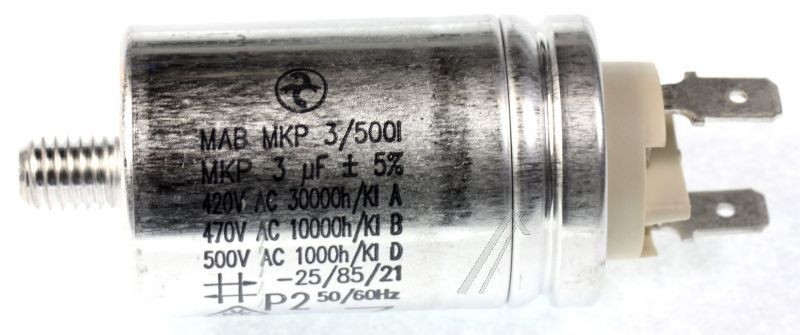 MAB MKP 3/500I
MKP 3 µF ± 5%
420V AC 30000h/Kl A
470V AC 10000h/Kl B
500V AC 1000h/Kl D
-25/85/21
P2 50/60Hz